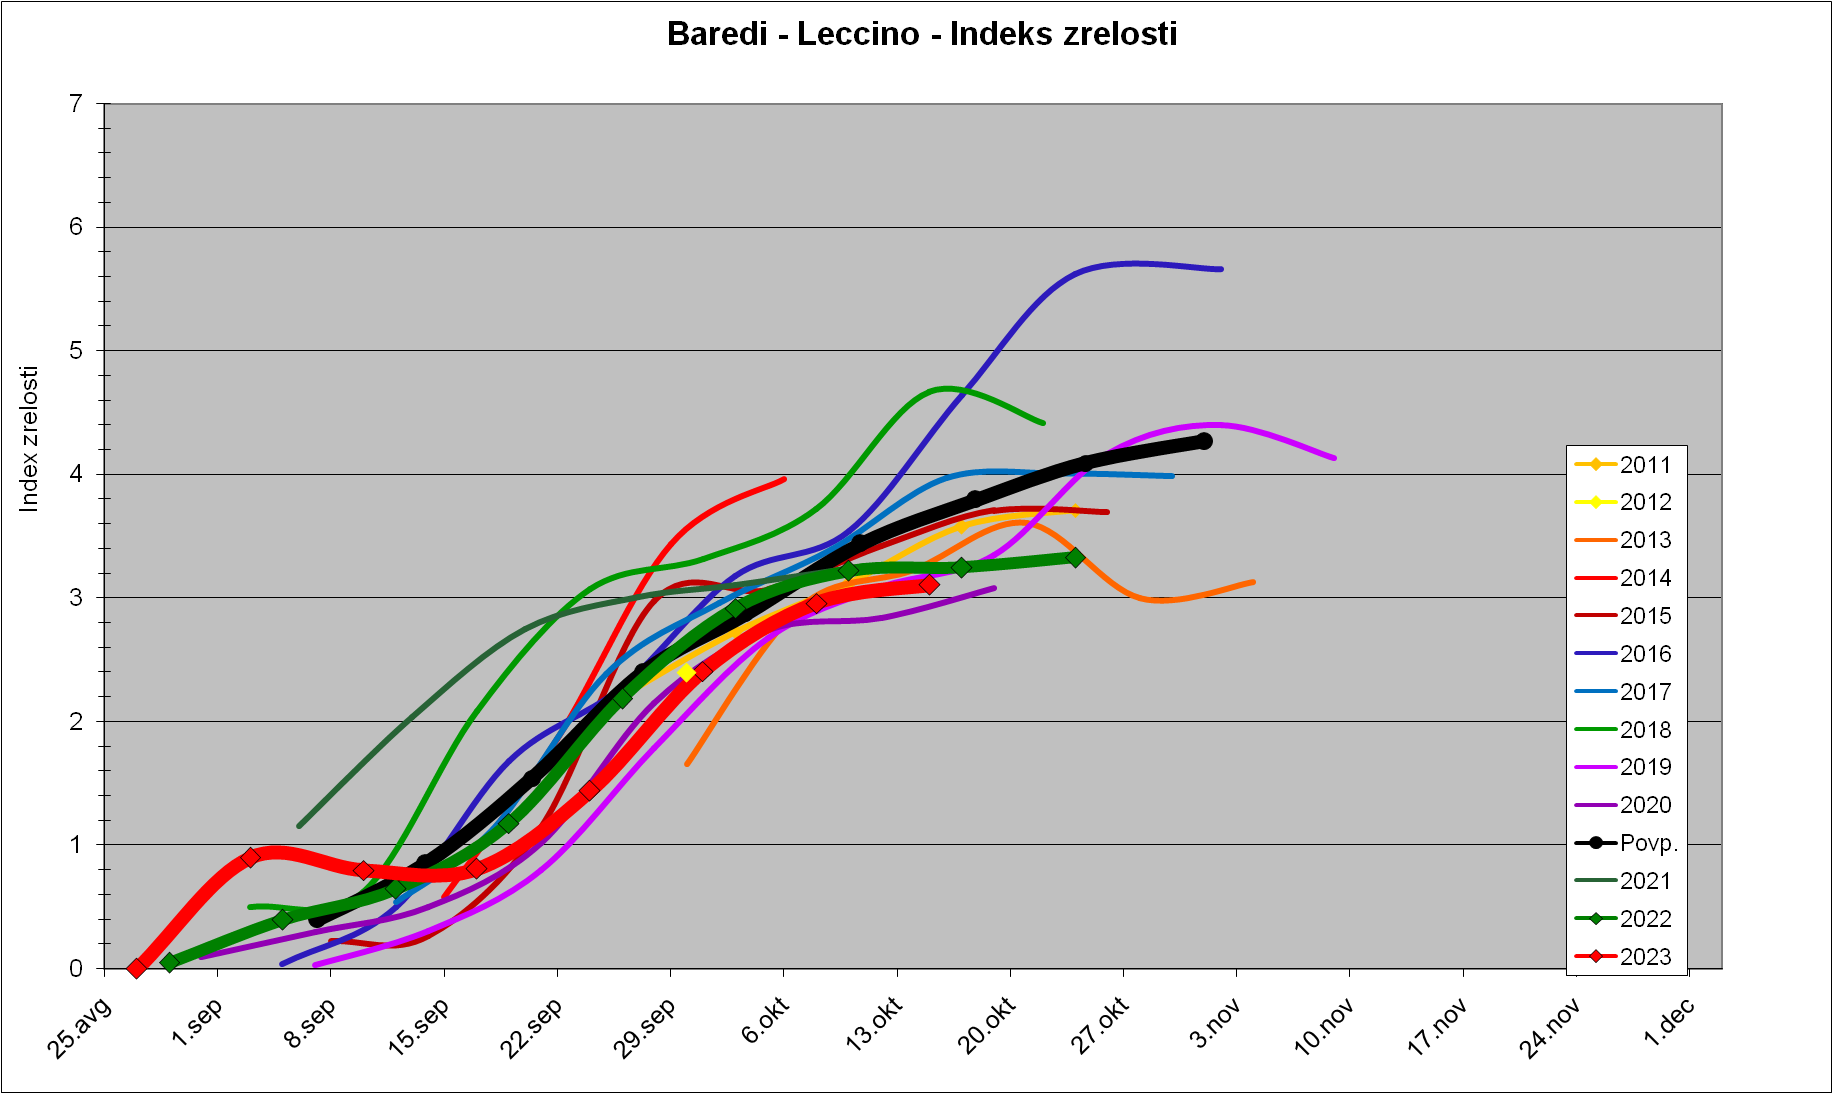 Baredi - Leccino - Indeks zrelosti
Index zrelosti
7
6
5
4
3
2
1
0
25.avg
1.sep
8.sep
15.sep
22.sep
29.sep
6.okt
13.okt
20.okt
27.okt
3.nov
10.nov
17.nov
24.nov
1.dec
2011
2012
2013
2014
2015
2016
2017
2018
2019
2020
Povp.
2021
2022
2023